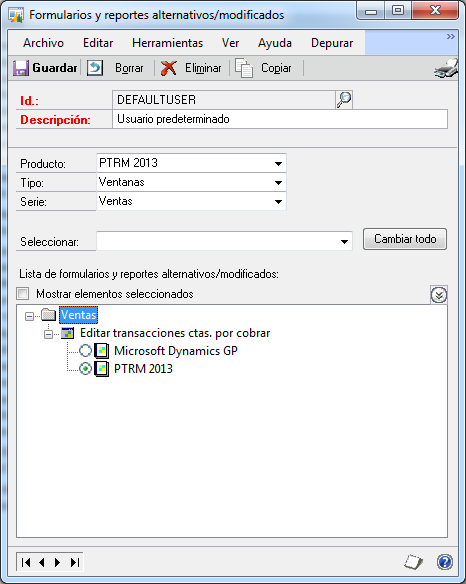 Formularios y reportes alternativos/modificados
Archivo Editar Herramientas Ver Ayuda Depurar
Guardar Borrar Eliminar Copiar
Id.: DEFAULTUSER
Descripción: Usuario predeterminado
Producto: PTRM 2013
Tipo: Ventanas
Serie: Ventas
Seleccionar: Cambiar todo
Lista de formularios y reportes alternativos/modificados:
Mostrar elementos seleccionados
Ventas
Editar transacciones ctas. por cobrar
Microsoft Dynamics GP
PTRM 2013